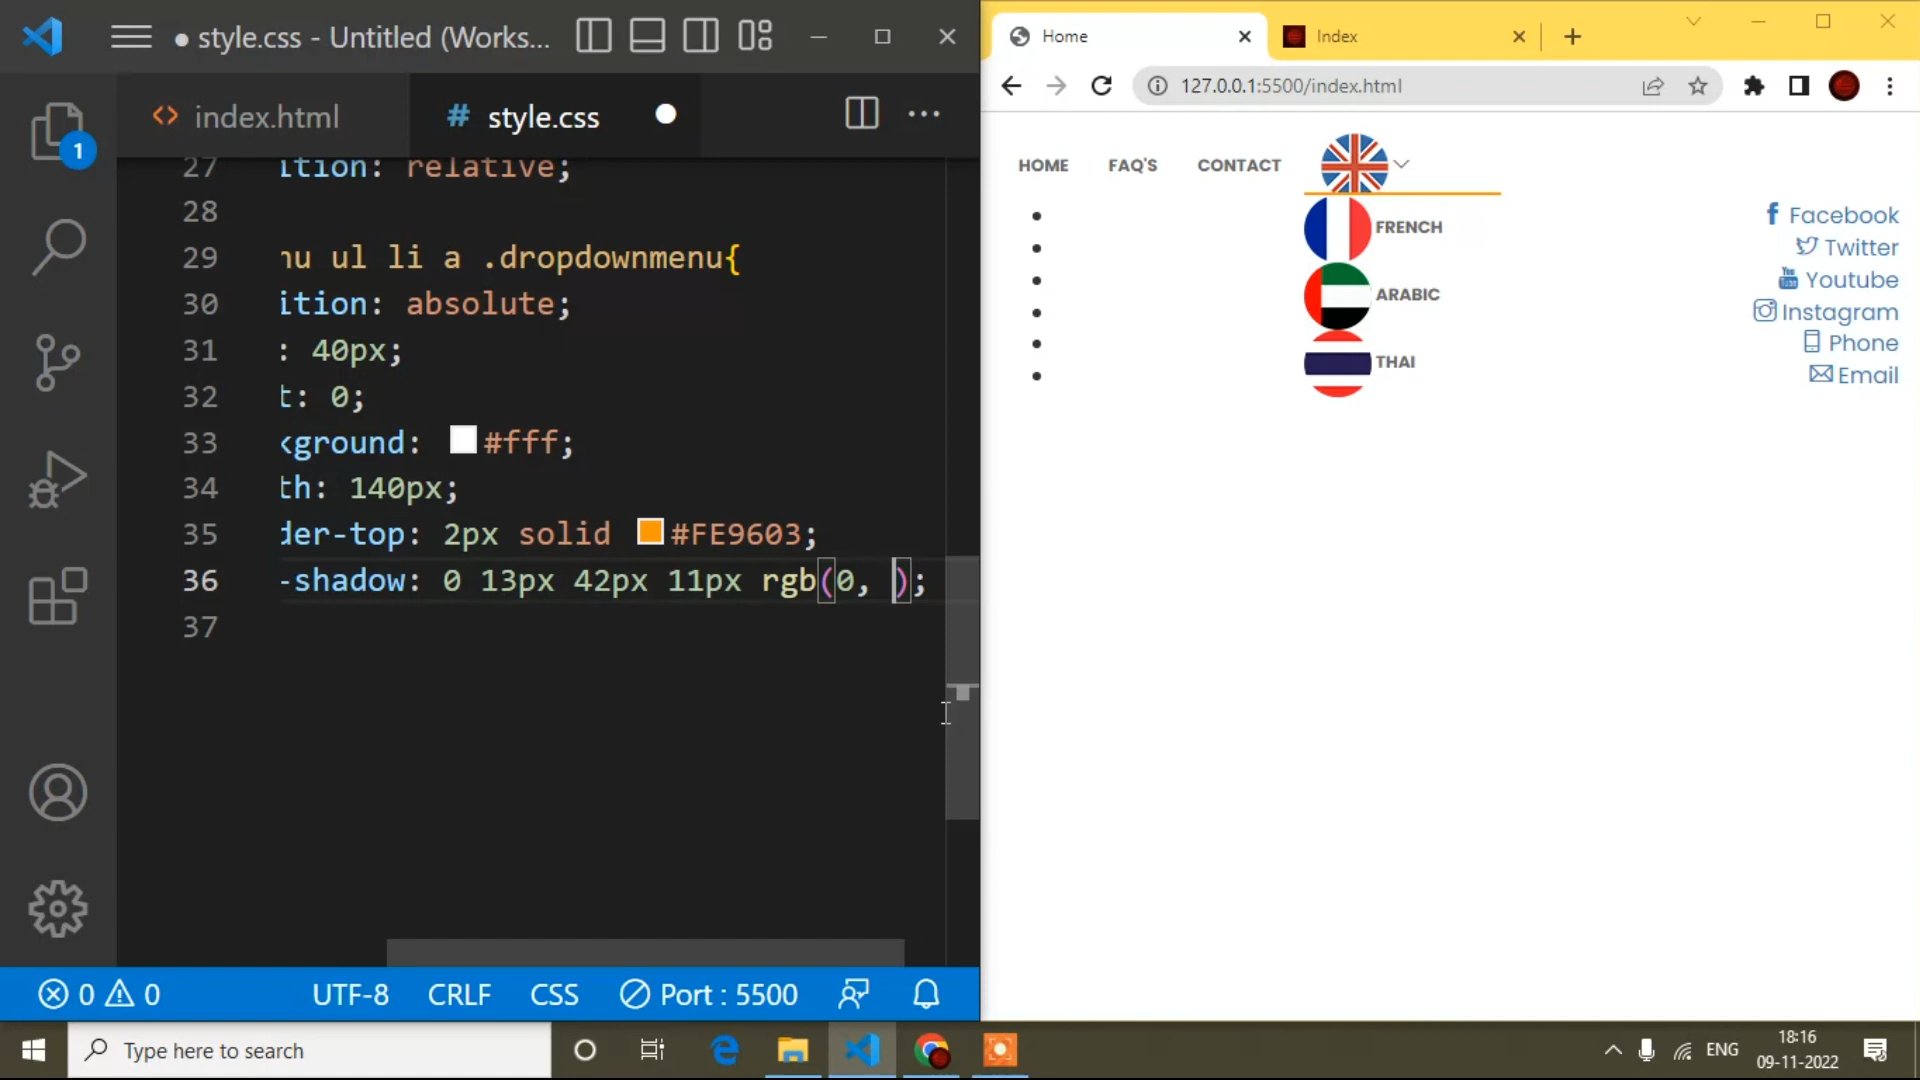 style.css - Untitled (Works...
index.html
# style.css
1
27 ition: relative;
28
29 nu ul li a .dropdownmenu{
30 ition: absolute;
31 : 40px;
32 t: 0;
33 kground: #fff;
34 th: 140px;
35 der-top: 2px solid #FE9603;
36 -shadow: 0 13px 42px 11px rgb(0, );
37
0 0 UTF-8 CRLF CSS Port : 5500
Home
Index
127.0.0.1:5500/index.html
HOME FAQ'S CONTACT
FRENCH
ARABIC
THAI
Facebook
Twitter
You Tube Youtube
Instagram
Phone
Email
Type here to search
ENG
18:16
09-11-2022